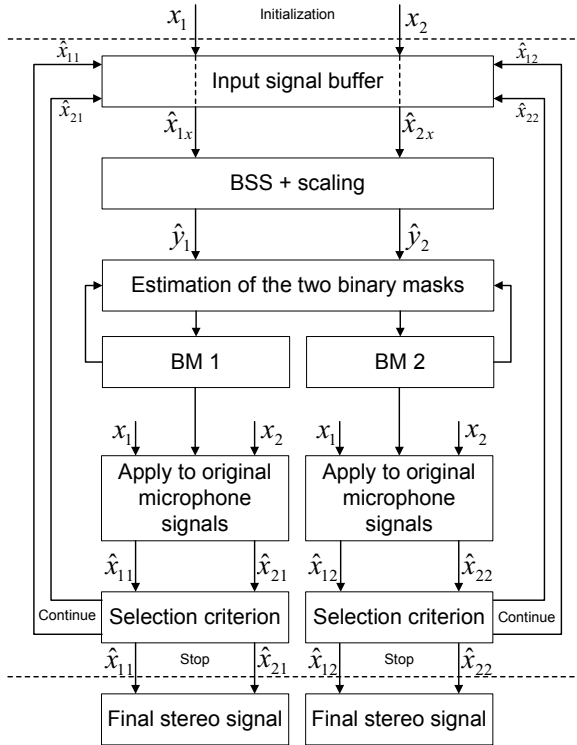 x₁ Initialization x₂
x̂₁₁ x̂₁₂
Input signal buffer
x̂₂₁ x̂₂₂
x̂₁ₓ x̂₂ₓ
BSS + scaling
ŷ₁ ŷ₂
Estimation of the two binary masks
BM 1 BM 2
x₁ x₂ x₁ x₂
Apply to original
microphone
signals
Apply to original
microphone
signals
x̂₁₁ x̂₂₁ x̂₁₂ x̂₂₂
Continue Selection criterion Selection criterion Continue
x̂₁₁ Stop x̂₂₁ x̂₁₂ Stop x̂₂₂
Final stereo signal Final stereo signal